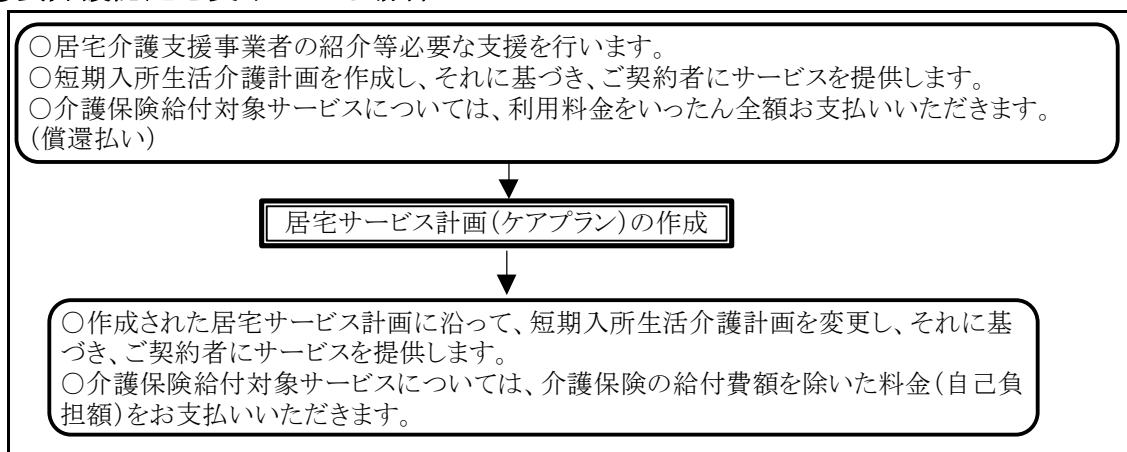 ○居宅介護支援事業者の紹介等必要な支援を行います。
○短期入所生活介護計画を作成し、それに基づき、ご契約者にサービスを提供します。
○介護保険給付対象サービスについては、利用料金をいったん全額お支払いいただきます。
(償還払い)
居宅サービス計画(ケアプラン)の作成
○作成された居宅サービス計画に沿って、短期入所生活介護計画を変更し、それに基
づき、ご契約者にサービスを提供します。
○介護保険給付対象サービスについては、介護保険の給付費額を除いた料金(自己負
担額)をお支払いいただきます。